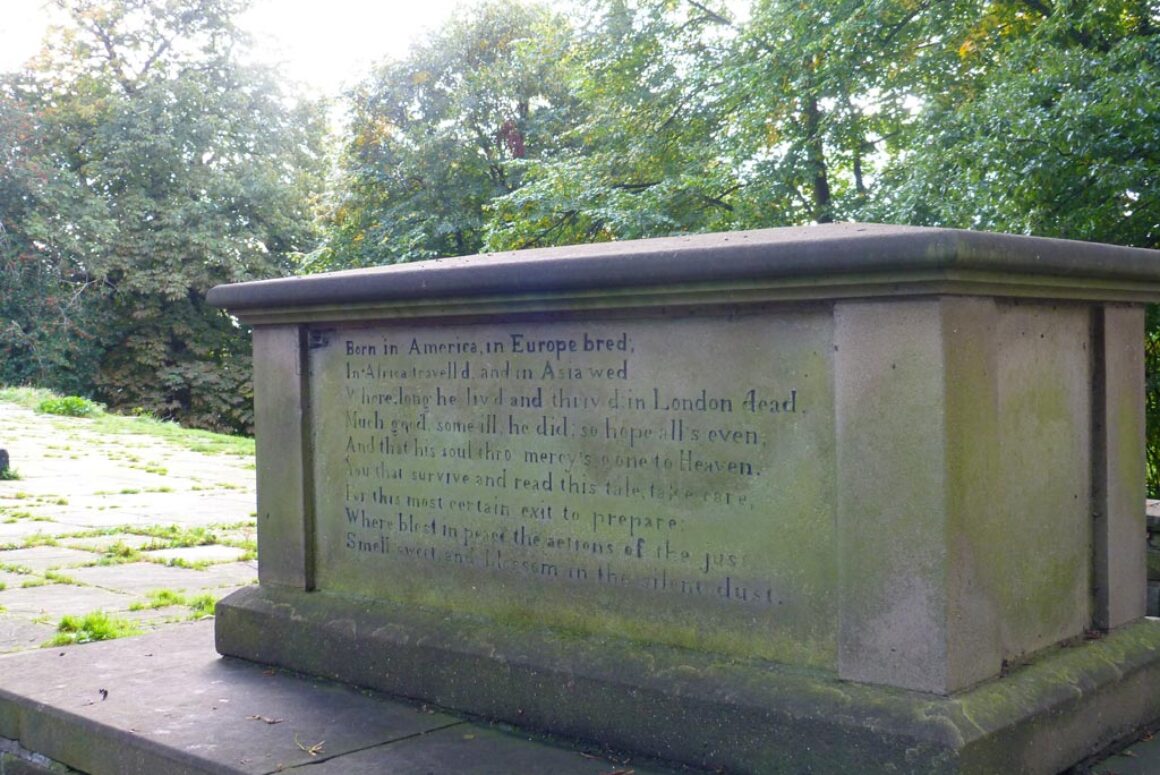 Born in America, in Europe bred,
In Africa travell'd, and in Asia wed
Where long he liv'd and thriv'd, in London dead.
Much good, some ill, he did; so hope all's even,
And that his soul thro' mercy's gone to Heaven.
You that survive and read this tale, take care,
For this most certain exit to prepare:
Where blest in peace the actions of the just
Smell sweet, and blossom in the silent dust.